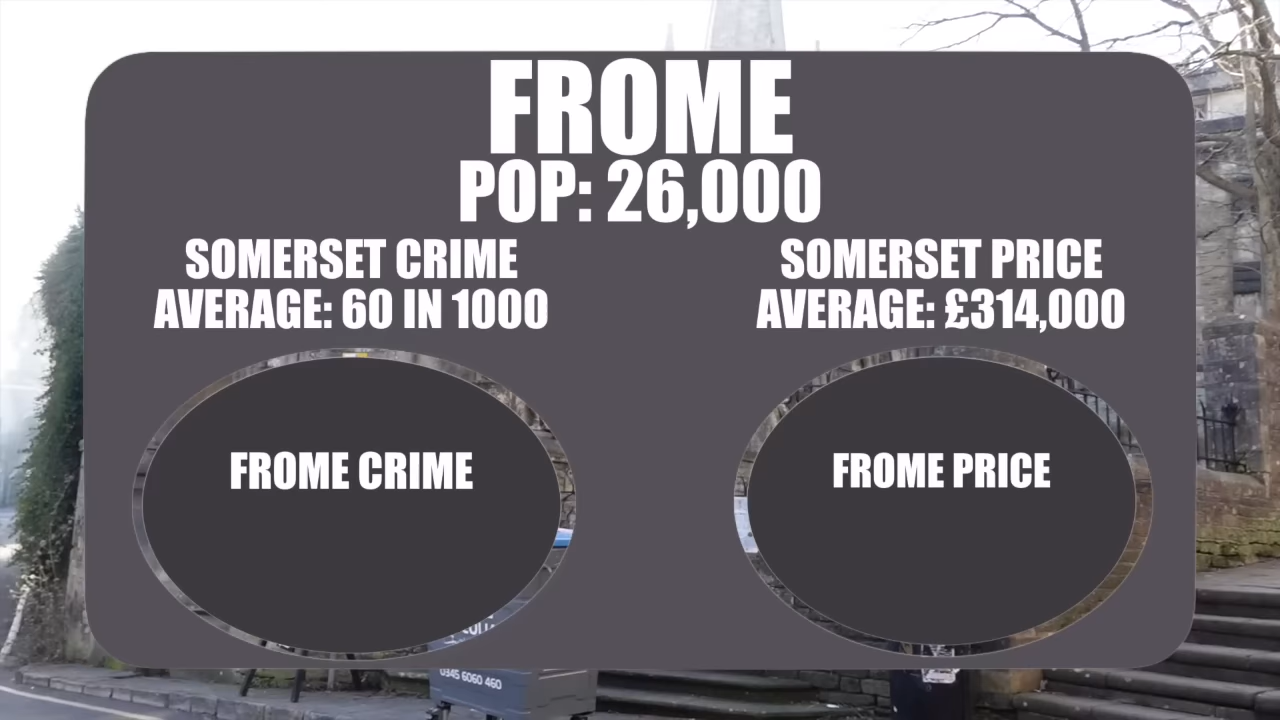 FROME
POP: 26,000
SOMERSET CRIME
AVERAGE: 60 IN 1000
SOMERSET PRICE
AVERAGE: £314,000
FROME CRIME
FROME PRICE
0345 6060 460